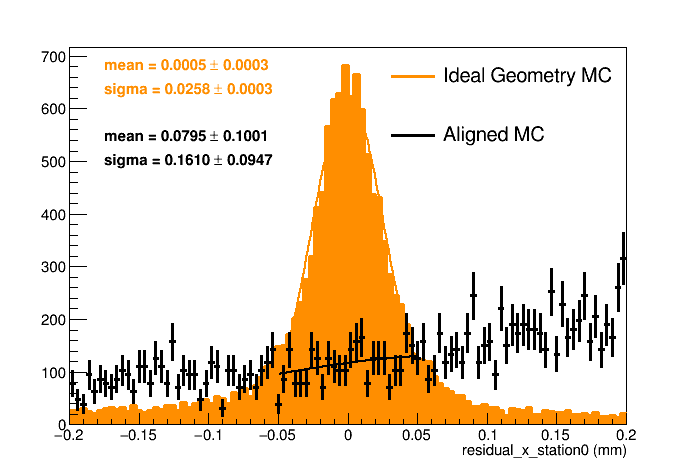 700
600
500
400
300
200
100
0
mean = 0.0005 ± 0.0003
sigma = 0.0258 ± 0.0003
mean = 0.0795 ± 0.1001
sigma = 0.1610 ± 0.0947
Ideal Geometry MC
Aligned MC
−0.2 −0.15 −0.1 −0.05 0 0.05 0.1 0.15 0.2
residual_x_station0 (mm)